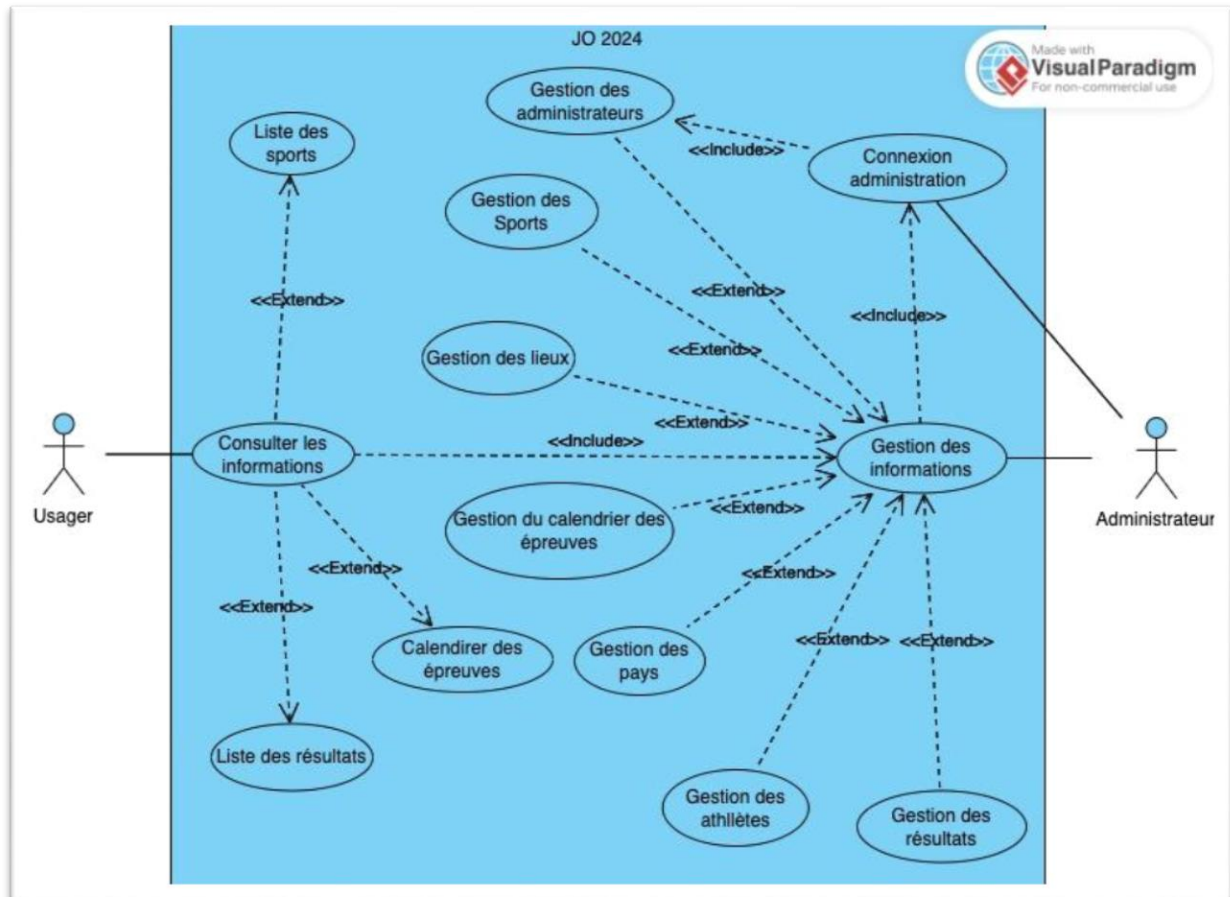 JO 2024
Made with
Visual Paradigm
For non-commercial use
Gestion des
administrateurs
Liste des
sports
<<Include>>
Connexion
administration
Gestion des
Sports
<<Extend>>
<<Extend>>
<<Include>>
<<Extend>>
Gestion des lieux
<<Extend>>
Consulter les
informations
<<Include>>
Gestion des
informations
Usager
Administrateur
Gestion du calendrier des
épreuves
<<Extend>>
<<Extend>>
<<Extend>>
<<Extend>>
<<Extend>>
<<Extend>>
Calendirer des
épreuves
Gestion des
pays
Liste des résultats
Gestion des
athllètes
Gestion des
résultats